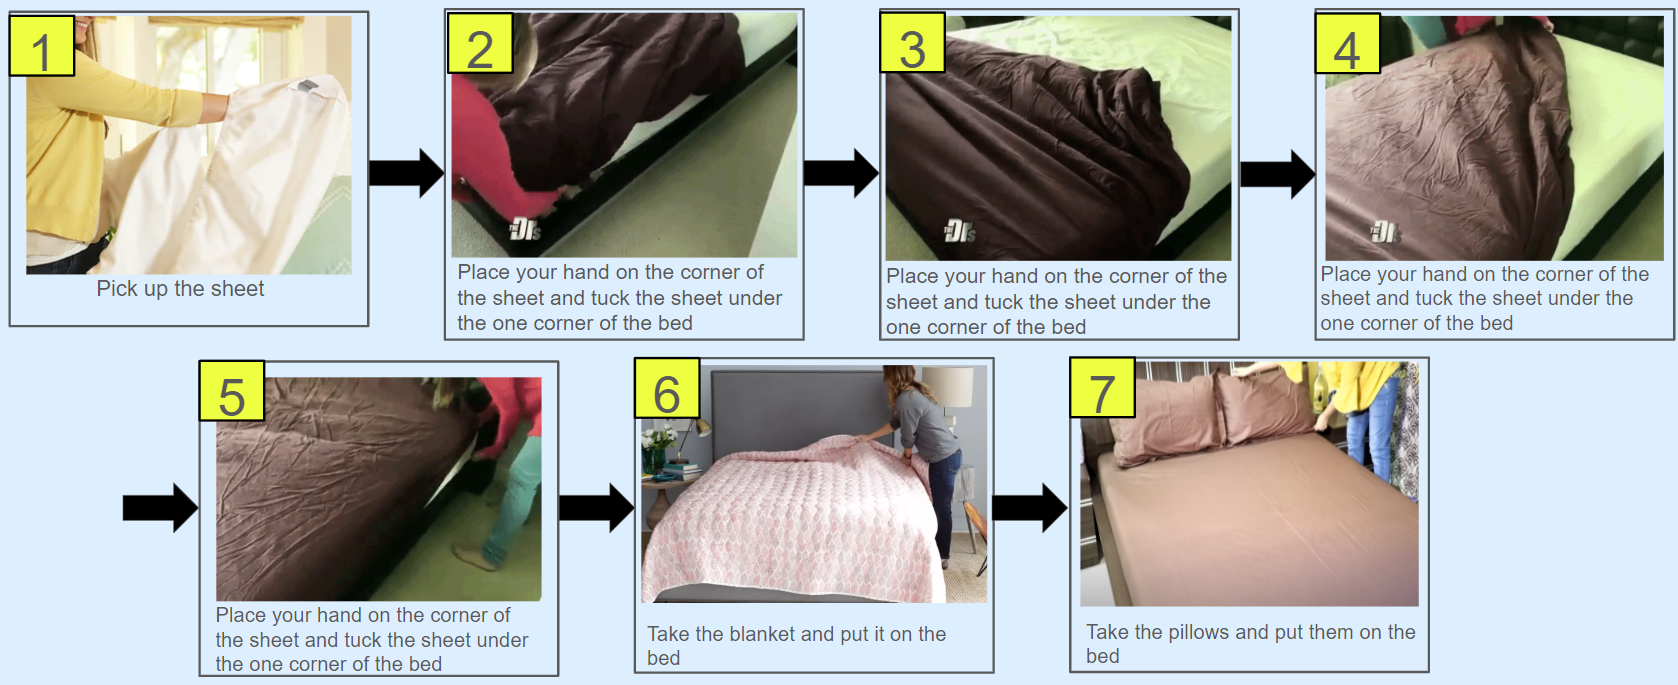 1
Pick up the sheet
2
THE DIYs
Place your hand on the corner of
the sheet and tuck the sheet under
the one corner of the bed
3
THE DIYs
Place your hand on the corner of the
sheet and tuck the sheet under the
one corner of the bed
4
Place your hand on the corner of the
sheet and tuck the sheet under the
one corner of the bed
5
Place your hand on the corner of
the sheet and tuck the sheet under
the one corner of the bed
6
Take the blanket and put it on the
bed
7
Take the pillows and put them on the
bed